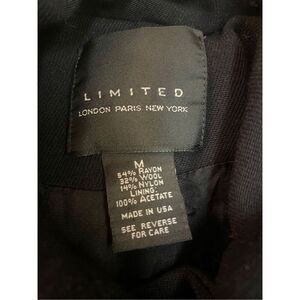 LIMITED
LONDON PARIS NEW YORK
M
54% RAYON
32% WOOL
14% NYLON
LINING:
100% ACETATE
MADE IN USA
SEE REVERSE
FOR CARE